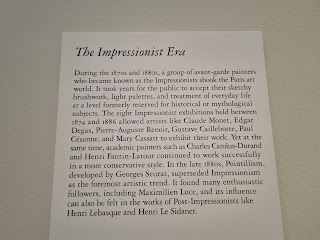 The Impressionist Era
During the 1870s and 1880s, a group of avant-garde painters
who became known as the Impressionists shook the Paris art
world. It took years for the public to accept their sketchy
brushwork, light palettes, and treatment of everyday life
at a level formerly reserved for historical or mythological
subjects. The eight Impressionist exhibitions held between
1874 and 1886 allowed artists like Claude Monet, Edgar
Degas, Pierre-Auguste Renoir, Gustave Caillebotte, Paul
Cézanne, and Mary Cassatt to exhibit their work. Yet at the
same time, academic painters such as Charles Carolus-Durand
and Henri Fantin-Latour continued to work successfully
in a more conservative style. In the late 1880s, Pointillism,
developed by Georges Seurat, superseded Impressionism
as the foremost artistic trend. It found many enthusiastic
followers, including Maximilien Luce, and its influence
can also be felt in the works of Post-Impressionists like
Henri Lebasque and Henri Le Sidaner.